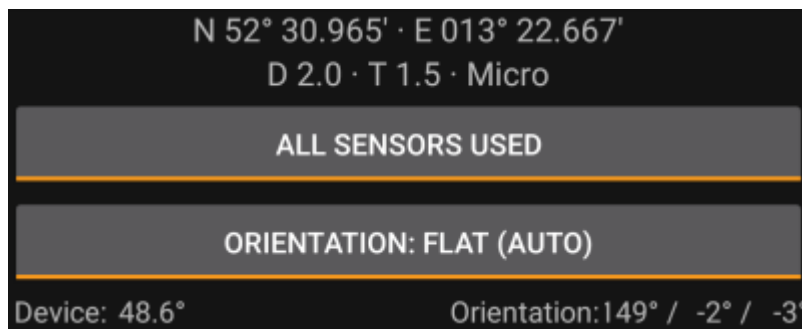 N 52° 30.965' · E 013° 22.667'
D 2.0 · T 1.5 · Micro
ALL SENSORS USED
ORIENTATION: FLAT (AUTO)
Device: 48.6° Orientation:149° / -2° / -3°